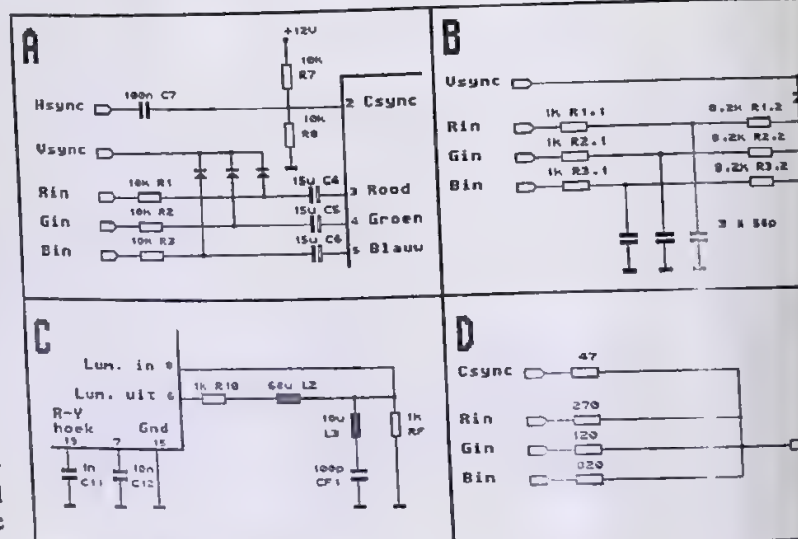 A
+12V
10K
R7
100n C7
Hsync
2 Csync
10K
R8
Vsync
Rin
10K R1
15u C4
3 Rood
Gin
10K R2
15u C5
4 Groen
Bin
10K R3
15u C6
5 Blauw
B
Vsync
Rin
1K R1.1
8.2K R1.2
Gin
1K R2.1
8.2K R2.2
Bin
1K R3.1
8.2K R3.2
3 X 56p
C
Lum. in 8
Lum. uit 6
1K R10
68u L2
R-Y
hoek
Gnd
19
7
15
1n
C11
10n
C12
10u
L3
1K
RF
100p
CF1
D
Csync
47
Rin
270
Gin
120
Bin
820